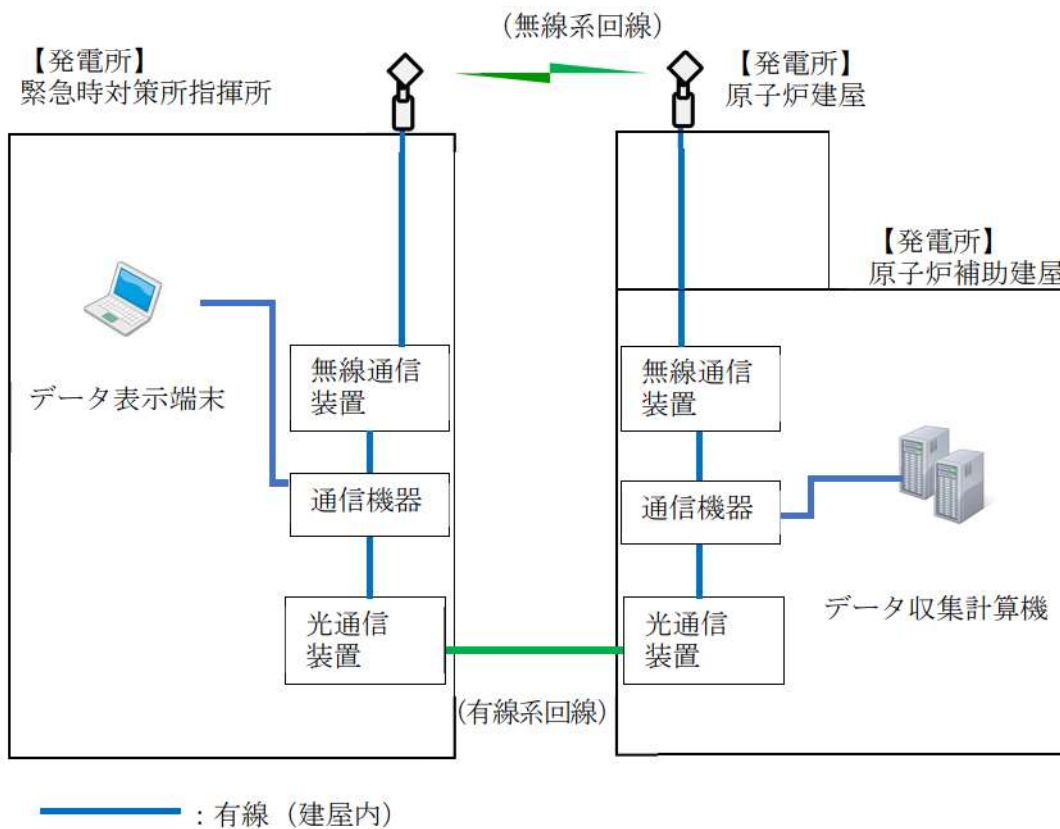 (無線系回線)
【発電所】
緊急時対策所指揮所
【発電所】
原子炉建屋
【発電所】
原子炉補助建屋
データ表示端末
無線通信
装置
通信機器
光通信
装置
無線通信
装置
通信機器
光通信
装置
データ収集計算機
(有線系回線)
:有線(建屋内)